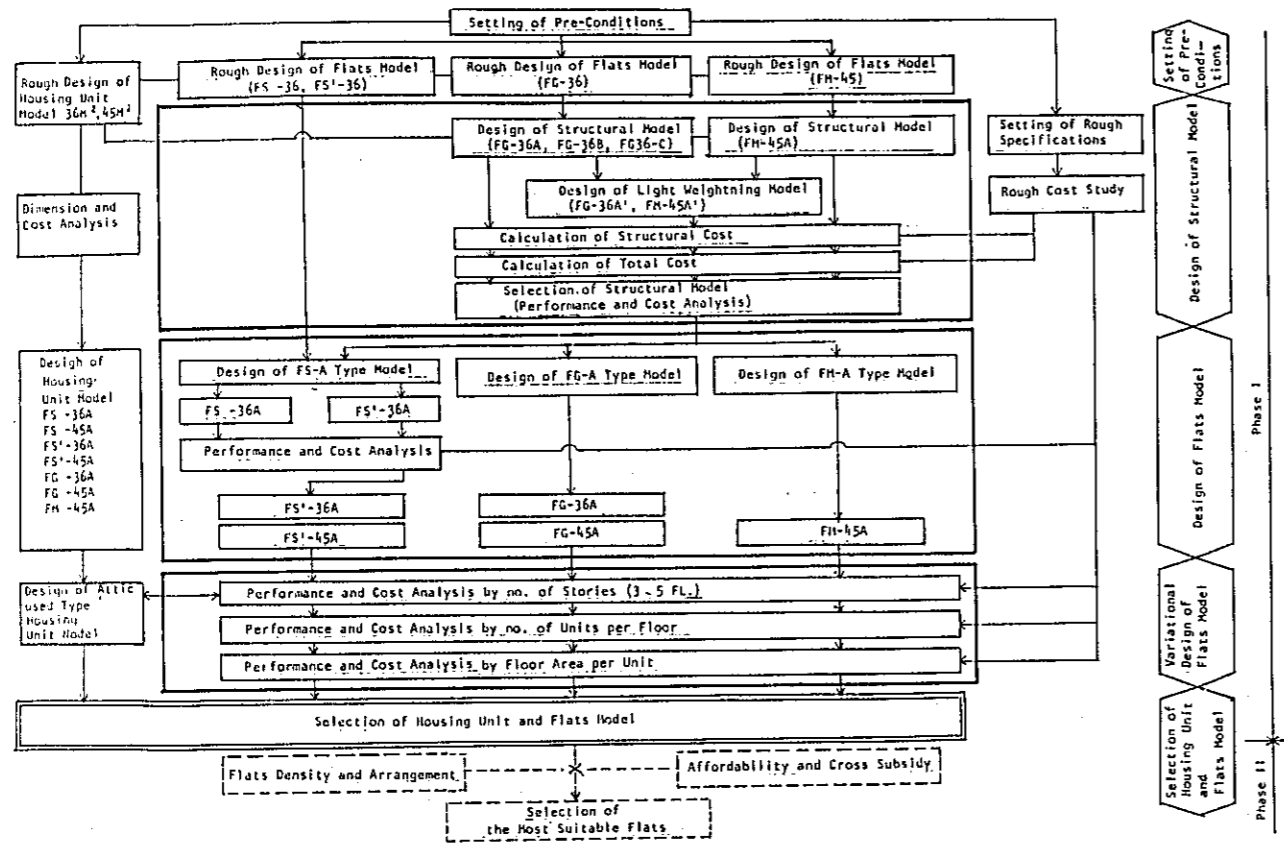 Setting of Pre-Conditions
Rough Design of
Housing Unit
Model 36M²,45M²
Rough Design of Flats Model
(FS -36, FS'-36)
Rough Design of Flats Model
(FG-36)
Rough Design of Flats Model
(FM-45)
Design of Structural Model
(FG-36A, FG-36B, FG36-C)
Design of Structural Model
(FM-45A)
Setting of Rough
Specifications
Design of Light Weightning Model
(FG-36A', FM-45A')
Rough Cost Study
Dimension and
Cost Analysis
Calculation of Structural Cost
Calculation of Total Cost
Selection of Structural Model
(Performance and Cost Analysis)
Design of
Housing
Unit Model
FS -36A
FS -45A
FS'-36A
FS'-45A
FG -36A
FG -45A
FM -45A
Design of FS-A Type Model
Design of FG-A Type Model
Design of FM-A Type Model
FS -36A
FS'-36A
Performance and Cost Analysis
FS'-36A
FS'-45A
FG-36A
FG-45A
FM-45A
Design of Attic
used Type
Housing
Unit Model
Performance and Cost Analysis by no. of Stories (3 - 5 FL.)
Performance and Cost Analysis by no. of Units per Floor
Performance and Cost Analysis by Floor Area per Unit
Selection of Housing Unit and Flats Model
Flats Density and Arrangement
Affordability and Cross Subsidy
Selection of
the Most Suitable Flats
Setting
of Pre-
Condi-
tions
Design of Structural Model
Design of Flats Model
Variational
Design of
Flats Model
Selection of
Housing Unit
and
Flats Model
Phase I
Phase II